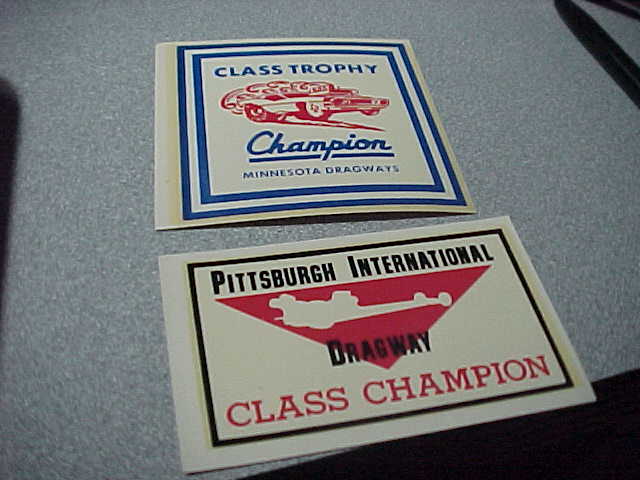 CLASS TROPHY
Champion
MINNESOTA DRAGWAYS
PITTSBURGH INTERNATIONAL
DRAGWAY
CLASS CHAMPION